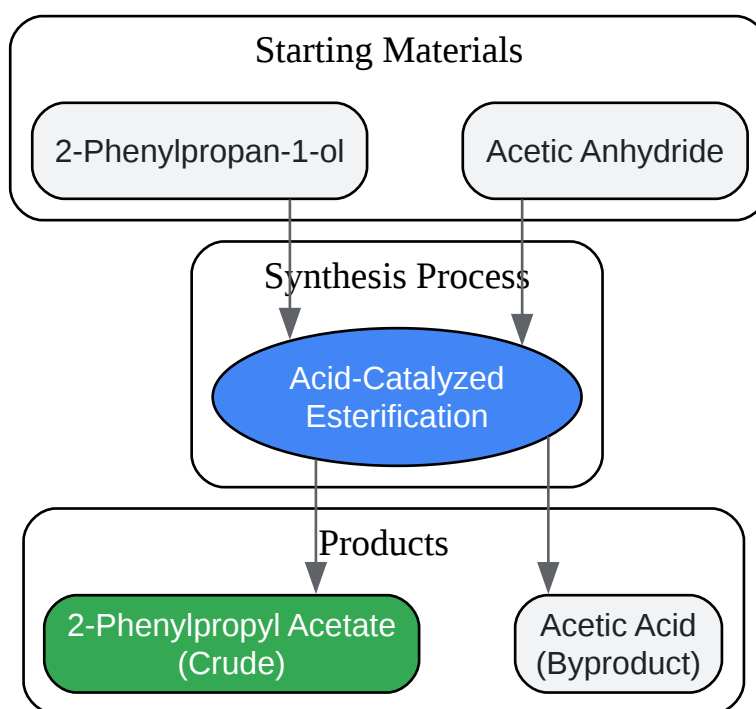 Starting Materials
2-Phenylpropan-1-ol
Acetic Anhydride
Synthesis Process
Acid-Catalyzed
Esterification
Products
2-Phenylpropyl Acetate
(Crude)
Acetic Acid
(Byproduct)